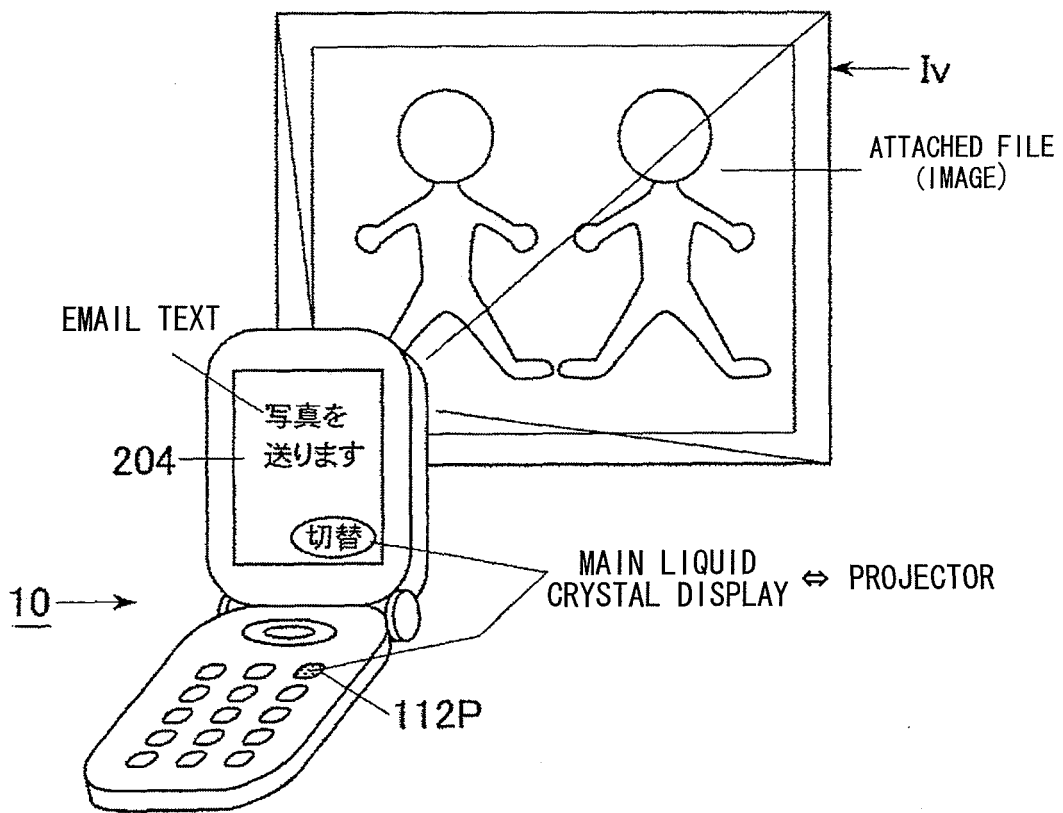 Iv
ATTACHED FILE
(IMAGE)
EMAIL TEXT
写真を
送ります
204
切替
MAIN LIQUID
CRYSTAL DISPLAY ⇔ PROJECTOR
10
112P